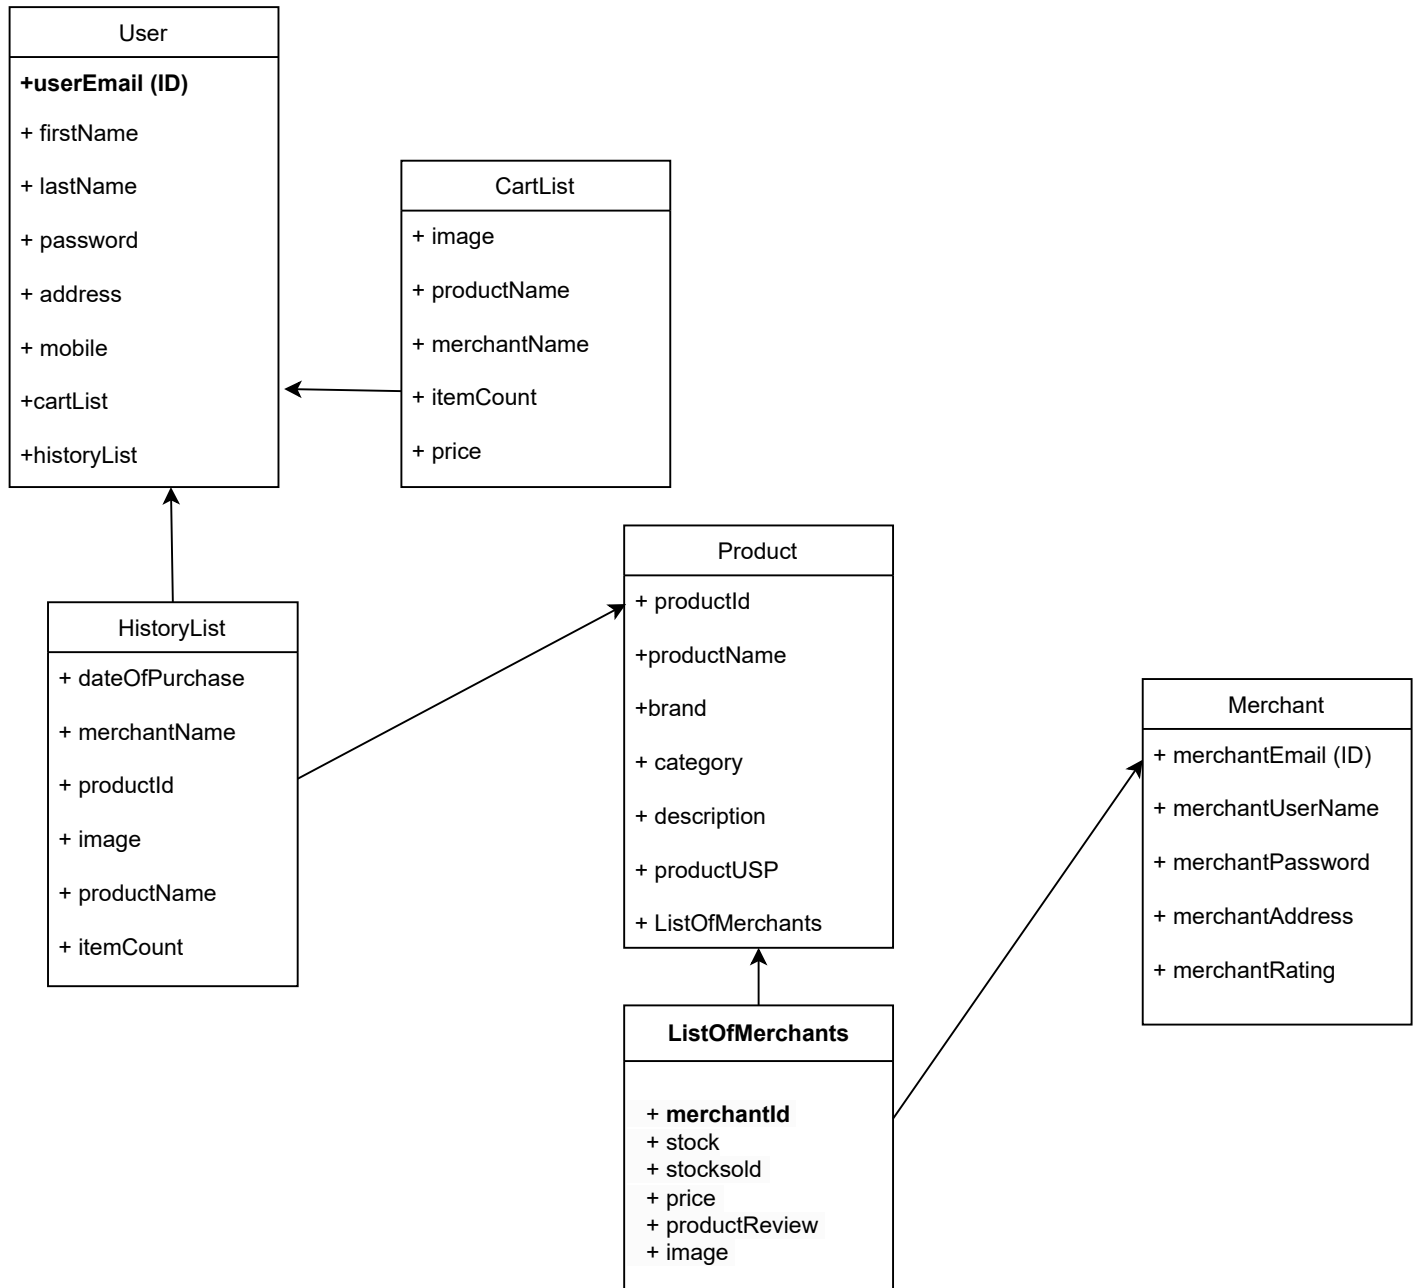 User
+userEmail (ID)
+ firstName
+ lastName
+ password
+ address
+ mobile
+cartList
+historyList
CartList
+ image
+ productName
+ merchantName
+ itemCount
+ price
HistoryList
+ dateOfPurchase
+ merchantName
+ productId
+ image
+ productName
+ itemCount
Product
+ productId
+productName
+brand
+ category
+ description
+ productUSP
+ ListOfMerchants
ListOfMerchants
+ merchantId
+ stock
+ stocksold
+ price
+ productReview
+ image
Merchant
+ merchantEmail (ID)
+ merchantUserName
+ merchantPassword
+ merchantAddress
+ merchantRating